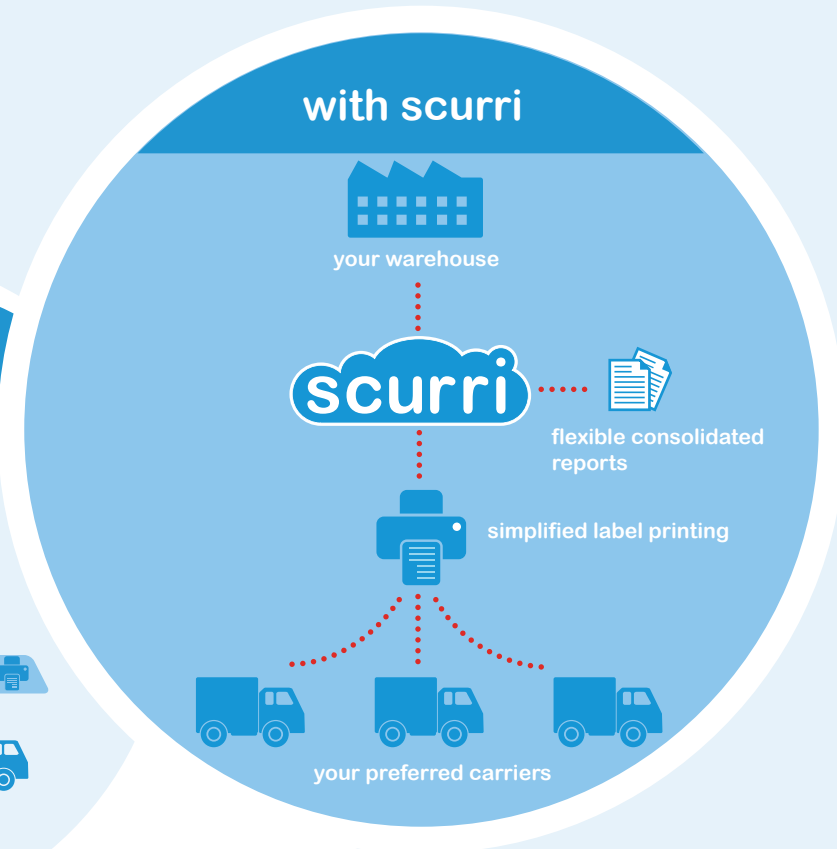 with scurri
your warehouse
scurri
flexible consolidated
reports
simplified label printing
your preferred carriers